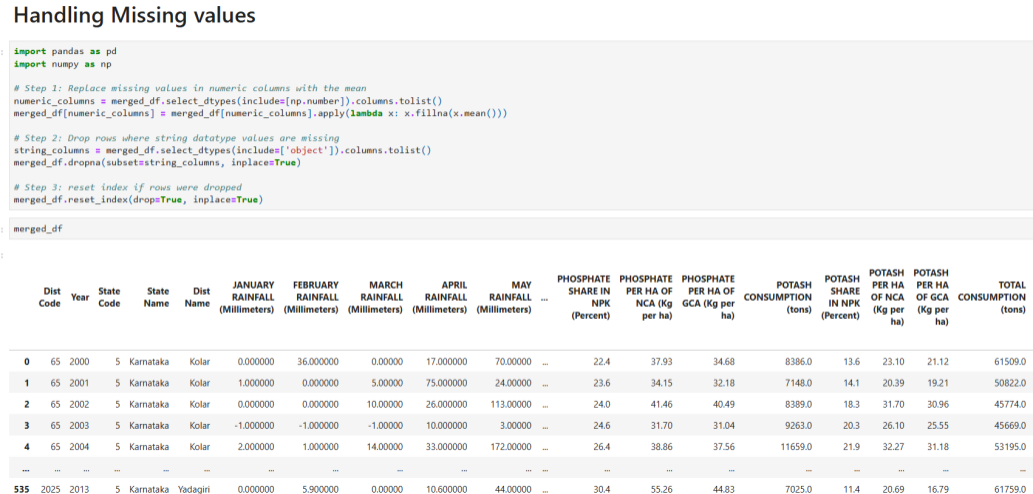 Handling Missing values
import pandas as pd
import numpy as np
# Step 1: Replace missing values in numeric columns with the mean
numeric_columns = merged_df.select_dtypes(include=[np.number]).columns.tolist()
merged_df[numeric_columns] = merged_df[numeric_columns].apply(lambda x: x.fillna(x.mean()))
# Step 2: Drop rows where string datatype values are missing
string_columns = merged_df.select_dtypes(include=['object']).columns.tolist()
merged_df.dropna(subset=string_columns, inplace=True)
# Step 3: reset index if rows were dropped
merged_df.reset_index(drop=True, inplace=True)
merged_df
Dist Code Year State Code State Name Dist Name JANUARY RAINFALL (Millimeters) FEBRUARY RAINFALL (Millimeters) MARCH RAINFALL (Millimeters) APRIL RAINFALL (Millimeters) MAY RAINFALL (Millimeters) ... PHOSPHATE SHARE IN NPK (Percent) PHOSPHATE PER HA OF NCA (Kg per ha) PHOSPHATE PER HA OF GCA (Kg per ha) POTASH CONSUMPTION (tons) POTASH SHARE IN NPK (Percent) POTASH PER HA OF NCA (Kg per ha) POTASH PER HA OF GCA (Kg per ha) TOTAL CONSUMPTION (tons)
0 65 2000 5 Karnataka Kolar 0.000000 36.000000 0.00000 17.000000 70.00000 ... 22.4 37.93 34.68 8386.0 13.6 23.10 21.12 61509.0
1 65 2001 5 Karnataka Kolar 1.000000 0.000000 5.00000 75.000000 24.00000 ... 23.6 34.15 32.18 7148.0 14.1 20.39 19.21 50822.0
2 65 2002 5 Karnataka Kolar 0.000000 0.000000 10.00000 26.000000 113.00000 ... 24.0 41.46 40.49 8389.0 18.3 31.70 30.96 45774.0
3 65 2003 5 Karnataka Kolar -1.000000 -1.000000 -1.00000 10.000000 3.00000 ... 24.6 31.70 31.04 9263.0 20.3 26.10 25.55 45669.0
4 65 2004 5 Karnataka Kolar 2.000000 1.000000 14.00000 33.000000 172.00000 ... 26.4 38.86 37.56 11659.0 21.9 32.27 31.18 53195.0
... ... ... ... ... ... ... ... ... ... ... ... ... ... ... ... ... ... ... ...
535 2025 2013 5 Karnataka Yadagiri 0.000000 5.900000 0.00000 10.600000 44.00000 ... 30.4 55.26 44.83 7025.0 11.4 20.69 16.79 61759.0